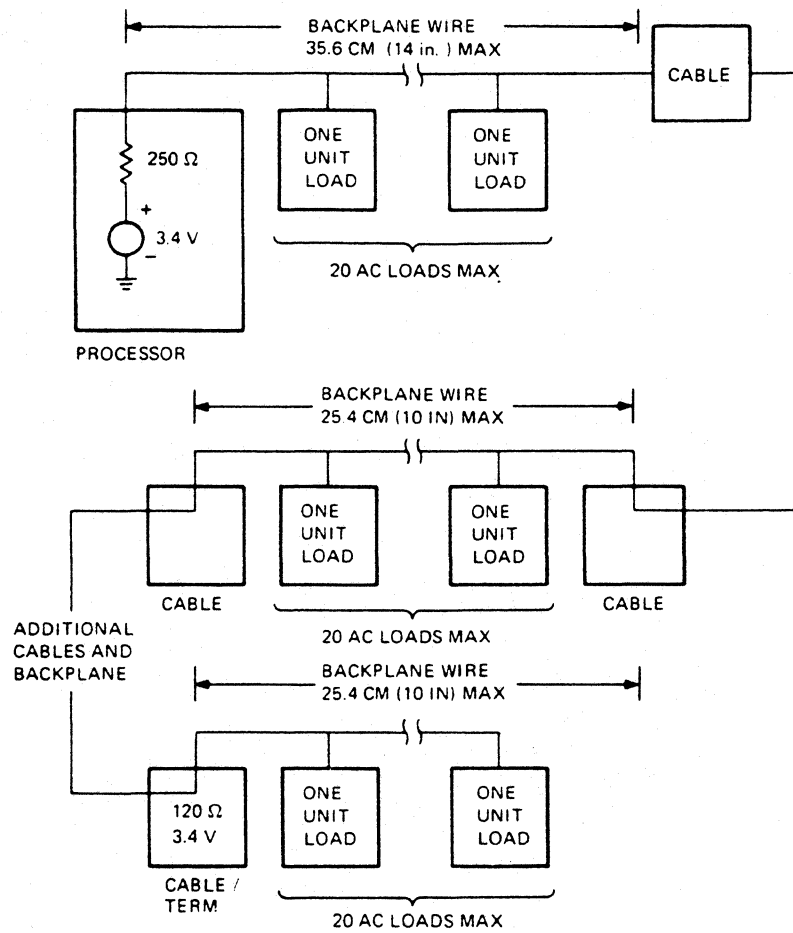 BACKPLANE WIRE
35.6 CM (14 in.) MAX
CABLE
250 Ω
+
3.4 V
−
ONE
UNIT
LOAD
ONE
UNIT
LOAD
20 AC LOADS MAX.
PROCESSOR
BACKPLANE WIRE
25.4 CM (10 IN) MAX
ONE
UNIT
LOAD
ONE
UNIT
LOAD
CABLE
CABLE
20 AC LOADS MAX
ADDITIONAL
CABLES AND
BACKPLANE
BACKPLANE WIRE
25.4 CM (10 IN) MAX
120 Ω
3.4 V
ONE
UNIT
LOAD
ONE
UNIT
LOAD
CABLE /
TERM
20 AC LOADS MAX